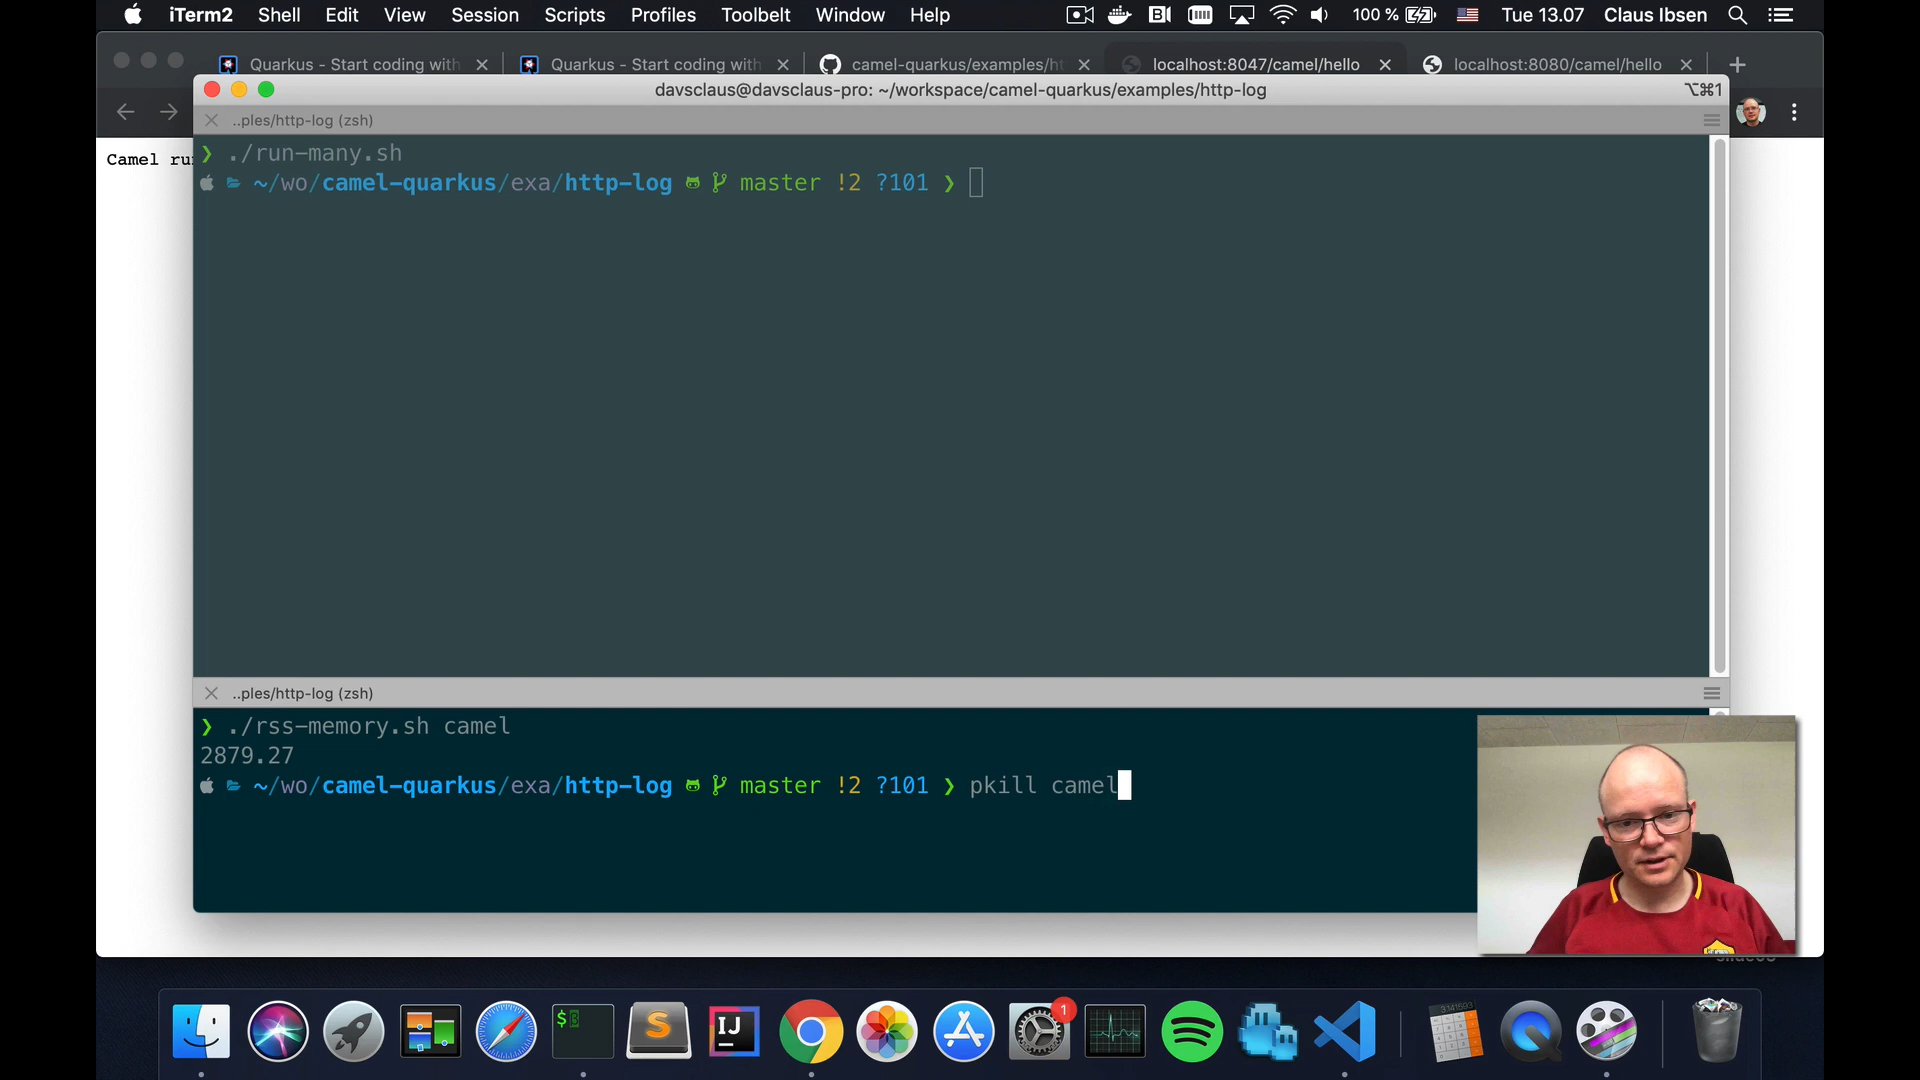 iTerm2 Shell Edit View Session Scripts Profiles Toolbelt Window Help 100 % Tue 13.07 Claus Ibsen
Quarkus - Start coding with
Quarkus - Start coding with
camel-quarkus/examples/ht
localhost:8047/camel/hello
localhost:8080/camel/hello
davsclaus@davsclaus-pro: ~/workspace/camel-quarkus/examples/http-log ⌥⌘1
..ples/http-log (zsh)
Camel ru
❯ ./run-many.sh
~/wo/camel-quarkus/exa/http-log master !2 ?101 ❯
..ples/http-log (zsh)
❯ ./rss-memory.sh camel
2879.27
~/wo/camel-quarkus/exa/http-log master !2 ?101 ❯ pkill camel
$
S
IJ
1